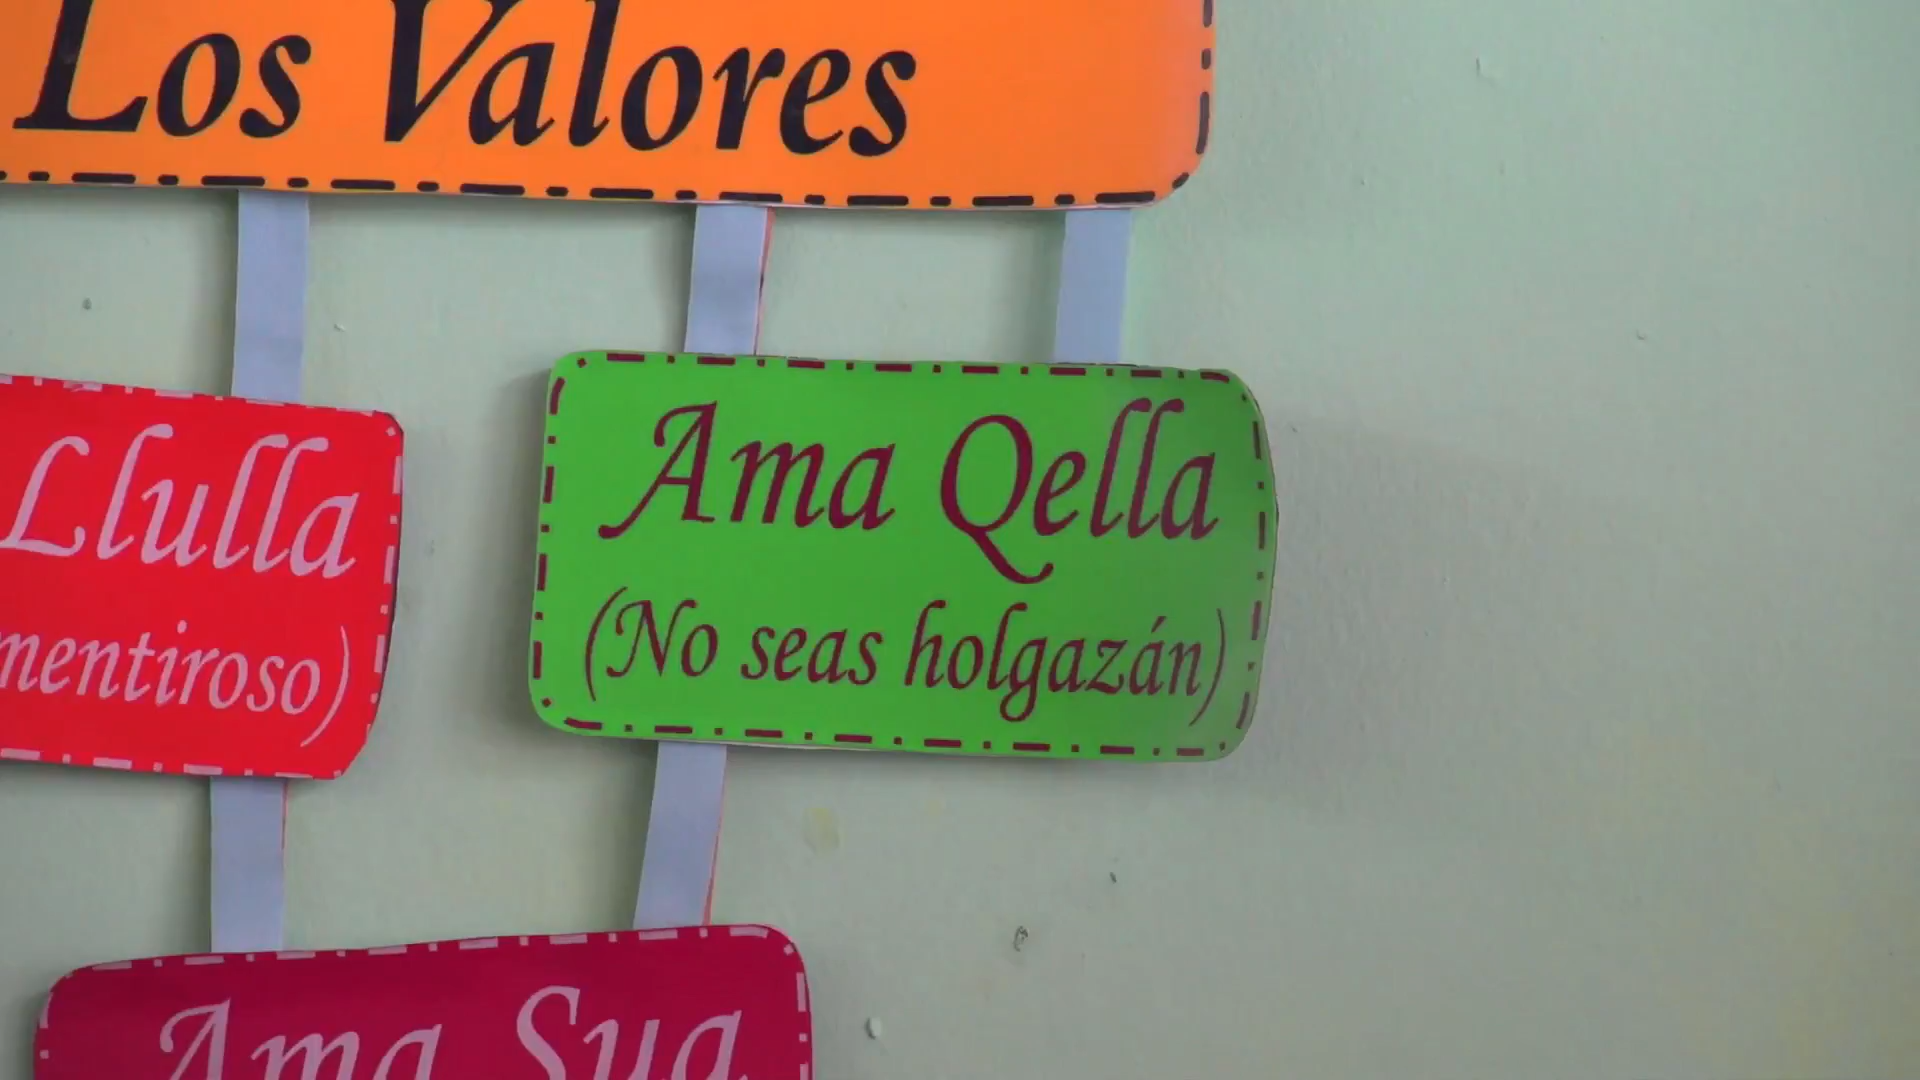 Los Valores
Llulla
mentiroso)
Ama Qella
(No seas holgazán)
Ama Sua